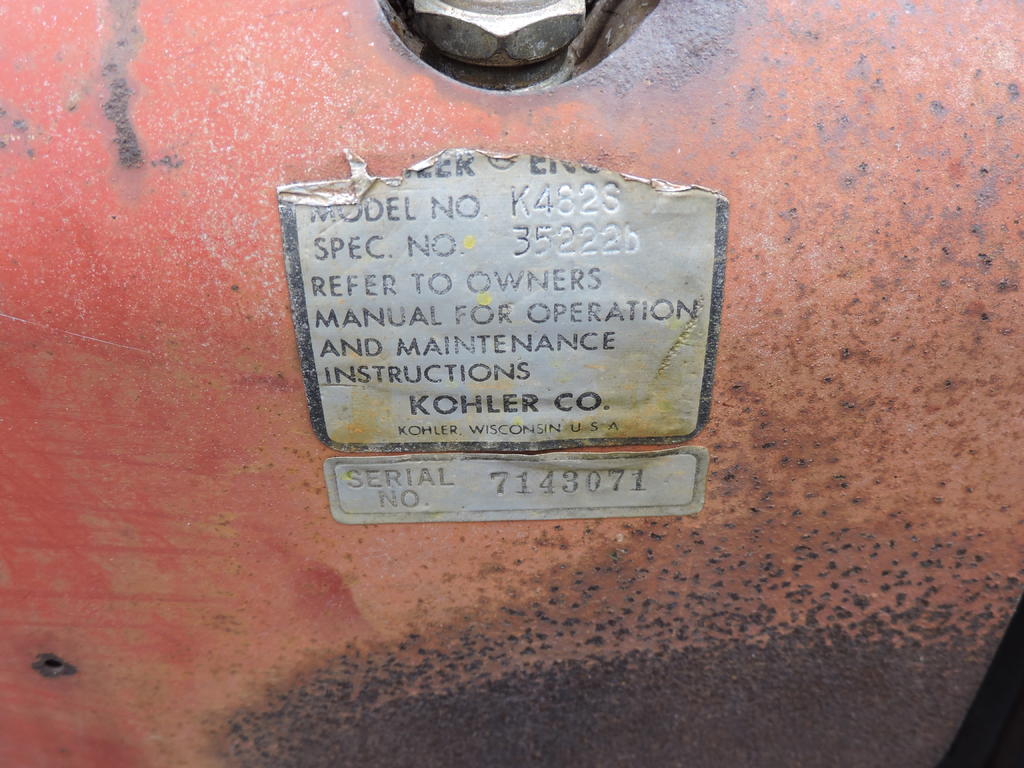 MODEL NO. K482S
SPEC. NO. 35222b
REFER TO OWNERS
MANUAL FOR OPERATION
AND MAINTENANCE
INSTRUCTIONS
KOHLER CO.
KOHLER, WISCONSIN U S A
SERIAL NO. 7143071